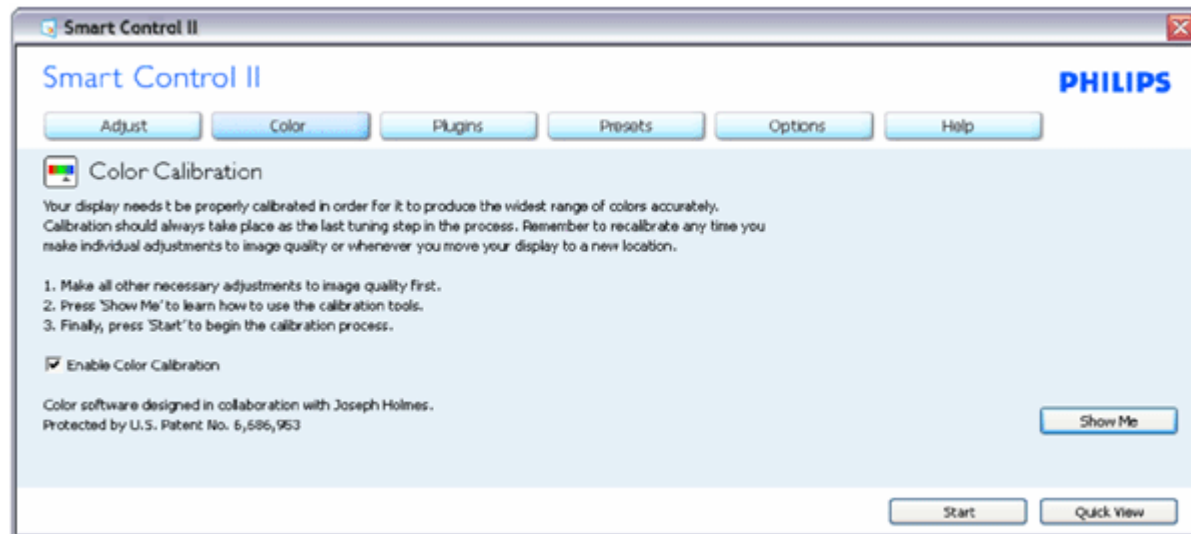 Smart Control II
Smart Control II
PHILIPS
Adjust Color Plugins Presets Options Help
Color Calibration
Your display needs t be properly calibrated in order for it to produce the widest range of colors accurately.
Calibration should always take place as the last tuning step in the process. Remember to recalibrate any time you
make individual adjustments to image quality or whenever you move your display to a new location.
1. Make all other necessary adjustments to image quality first.
2. Press 'Show Me' to learn how to use the calibration tools.
3. Finally, press 'Start' to begin the calibration process.
Enable Color Calibration
Color software designed in collaboration with Joseph Holmes.
Protected by U.S. Patent No. 6,686,953
Show Me
Start Quick View